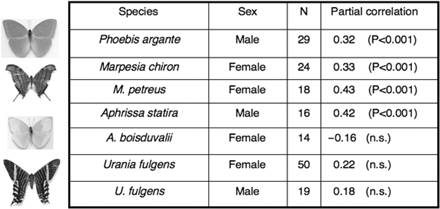 Species Sex N Partial correlation
Phoebis argante Male 29 0.32 (P<0.001)
Marpesia chiron Female 24 0.33 (P<0.001)
M. petreus Female 18 0.43 (P<0.001)
Aphrissa statira Male 16 0.42 (P<0.001)
A. boisduvalii Female 14 −0.16 (n.s.)
Urania fulgens Female 50 0.22 (n.s.)
U. fulgens Male 19 0.18 (n.s.)